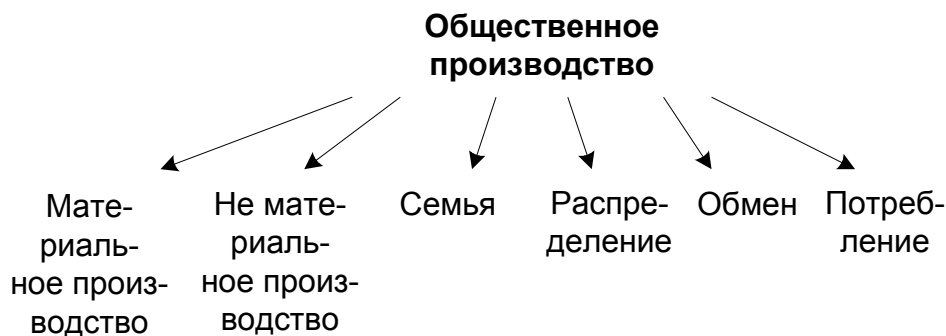 Общественное
производство
Мате-
риаль-
ное произ-
водство
Не мате-
риаль-
ное произ-
водство
Семья
Распре-
деление
Обмен
Потреб-
ление